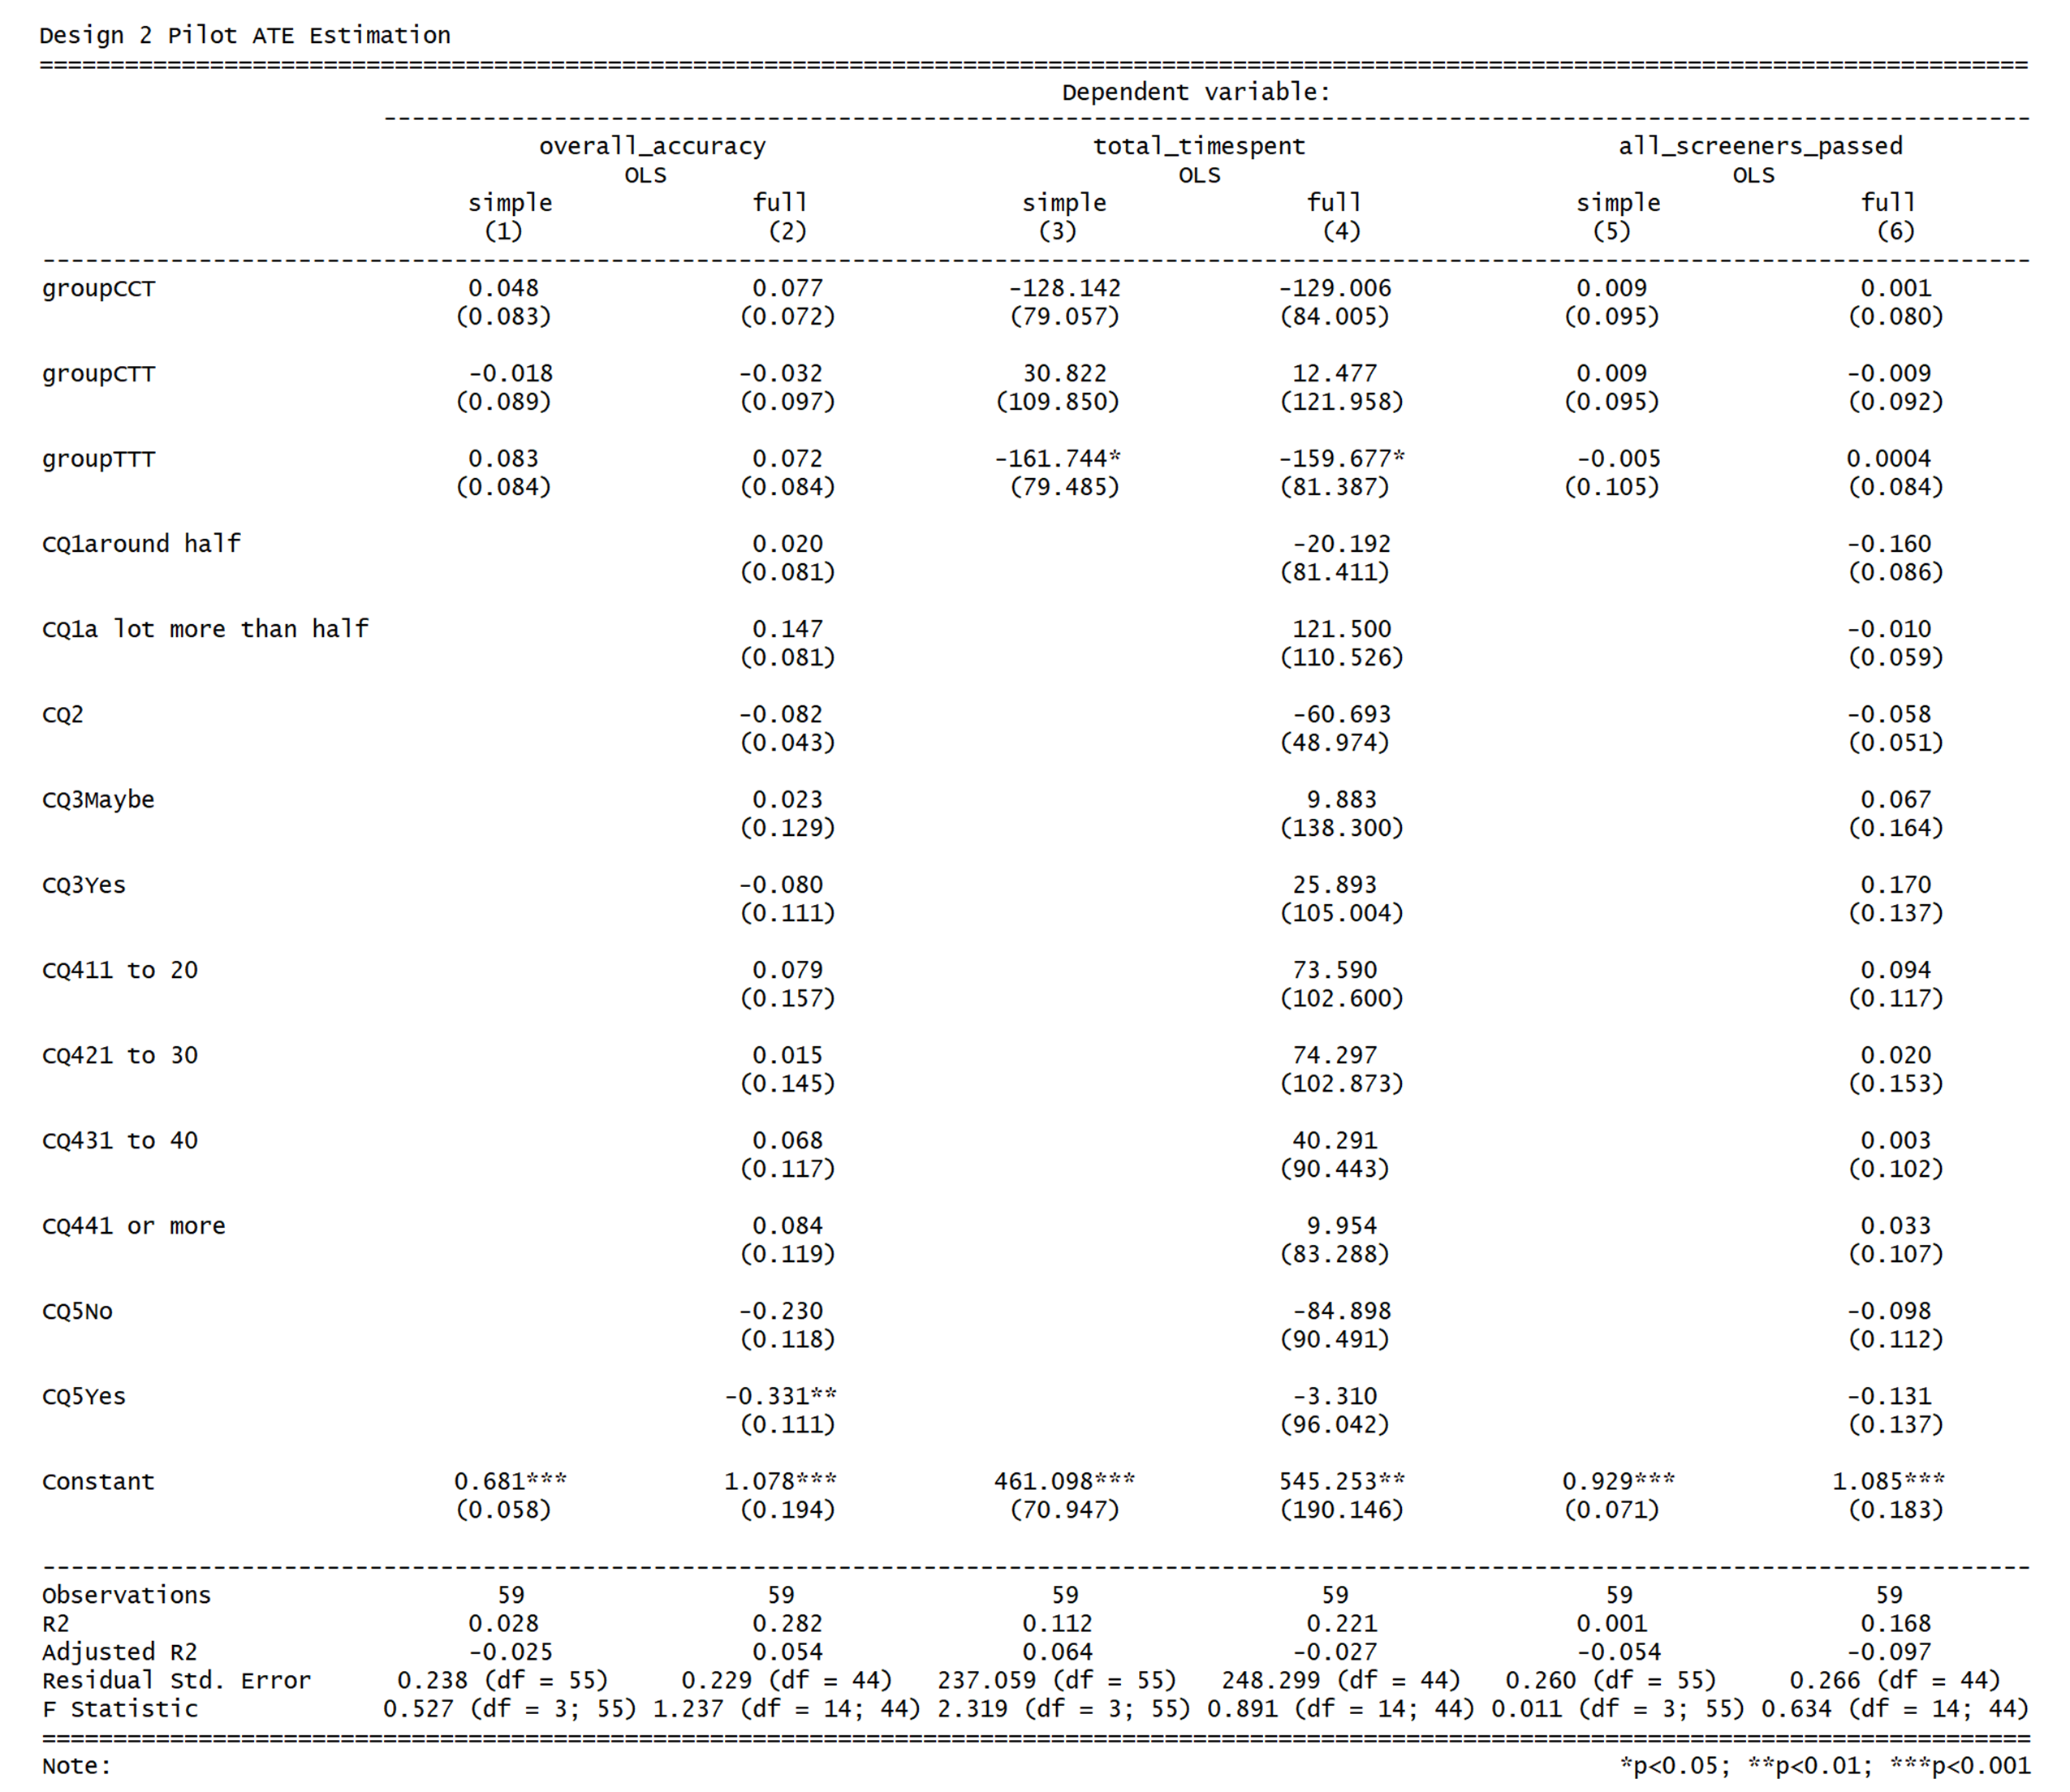 Design 2 Pilot ATE Estimation
==========================================================================================================================================
Dependent variable:
-------------------------------------------------------------------------------------------------------------------
overall_accuracy total_timespent all_screeners_passed
OLS OLS OLS
simple full simple full simple full
(1) (2) (3) (4) (5) (6)
------------------------------------------------------------------------------------------------------------------------------------------
groupCCT 0.048 0.077 -128.142 -129.006 0.009 0.001
(0.083) (0.072) (79.057) (84.005) (0.095) (0.080)
groupCTT -0.018 -0.032 30.822 12.477 0.009 -0.009
(0.089) (0.097) (109.850) (121.958) (0.095) (0.092)
groupTTT 0.083 0.072 -161.744* -159.677* -0.005 0.0004
(0.084) (0.084) (79.485) (81.387) (0.105) (0.084)
CQ1around half 0.020 -20.192 -0.160
(0.081) (81.411) (0.086)
CQ1a lot more than half 0.147 121.500 -0.010
(0.081) (110.526) (0.059)
CQ2 -0.082 -60.693 -0.058
(0.043) (48.974) (0.051)
CQ3Maybe 0.023 9.883 0.067
(0.129) (138.300) (0.164)
CQ3Yes -0.080 25.893 0.170
(0.111) (105.004) (0.137)
CQ411 to 20 0.079 73.590 0.094
(0.157) (102.600) (0.117)
CQ421 to 30 0.015 74.297 0.020
(0.145) (102.873) (0.153)
CQ431 to 40 0.068 40.291 0.003
(0.117) (90.443) (0.102)
CQ441 or more 0.084 9.954 0.033
(0.119) (83.288) (0.107)
CQ5No -0.230 -84.898 -0.098
(0.118) (90.491) (0.112)
CQ5Yes -0.331** -3.310 -0.131
(0.111) (96.042) (0.137)
Constant 0.681*** 1.078*** 461.098*** 545.253** 0.929*** 1.085***
(0.058) (0.194) (70.947) (190.146) (0.071) (0.183)
------------------------------------------------------------------------------------------------------------------------------------------
Observations 59 59 59 59 59 59
R2 0.028 0.282 0.112 0.221 0.001 0.168
Adjusted R2 -0.025 0.054 0.064 -0.027 -0.054 -0.097
Residual Std. Error 0.238 (df = 55) 0.229 (df = 44) 237.059 (df = 55) 248.299 (df = 44) 0.260 (df = 55) 0.266 (df = 44)
F Statistic 0.527 (df = 3; 55) 1.237 (df = 14; 44) 2.319 (df = 3; 55) 0.891 (df = 14; 44) 0.011 (df = 3; 55) 0.634 (df = 14; 44)
==========================================================================================================================================
Note: *p<0.05; **p<0.01; ***p<0.001